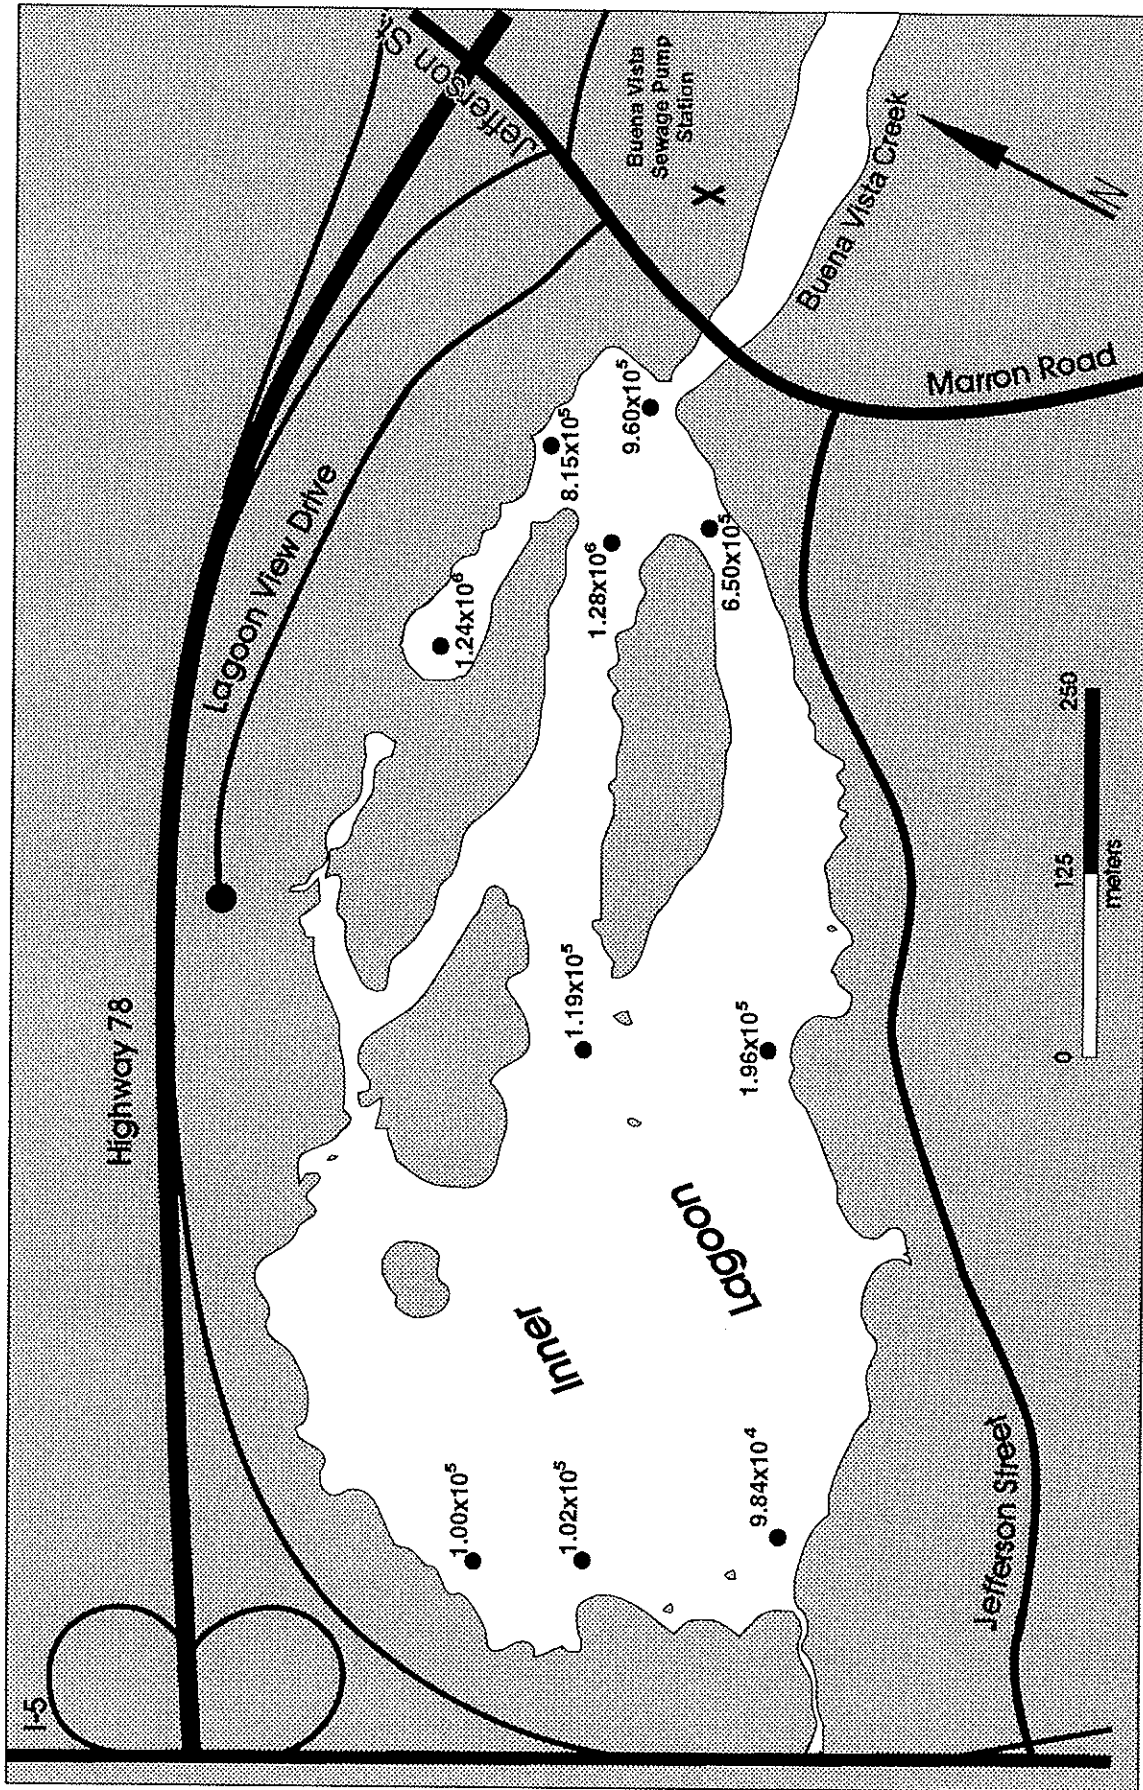 I-5
Highway 78
Lagoon View Drive
Jefferson St.
Buena Vista
Sewage Pump
Station
X
Buena Vista Creek
N
Marron Road
Jefferson Street
Inner
Lagoon
1.24x10⁶
8.15x10⁵
9.60x10⁵
1.28x10⁶
6.50x10⁵
1.19x10⁵
1.96x10⁵
1.00x10⁵
1.02x10⁵
9.84x10⁴
0 125 250
meters